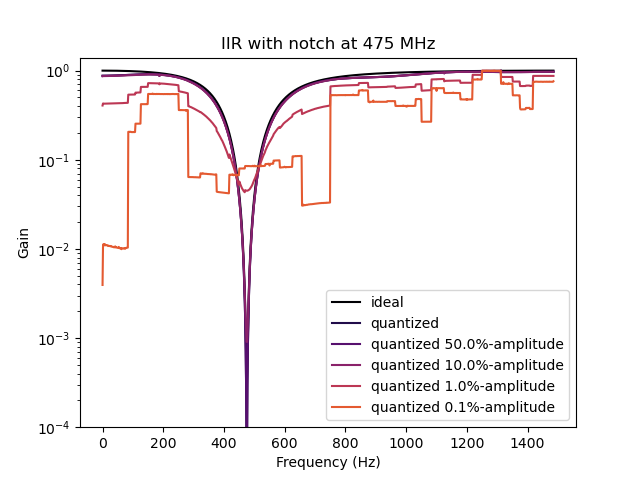 IIR with notch at 475 MHz
10⁰
10⁻¹
10⁻²
10⁻³
10⁻⁴
Gain
ideal
quantized
quantized 50.0%-amplitude
quantized 10.0%-amplitude
quantized 1.0%-amplitude
quantized 0.1%-amplitude
0 200 400 600 800 1000 1200 1400
Frequency (Hz)